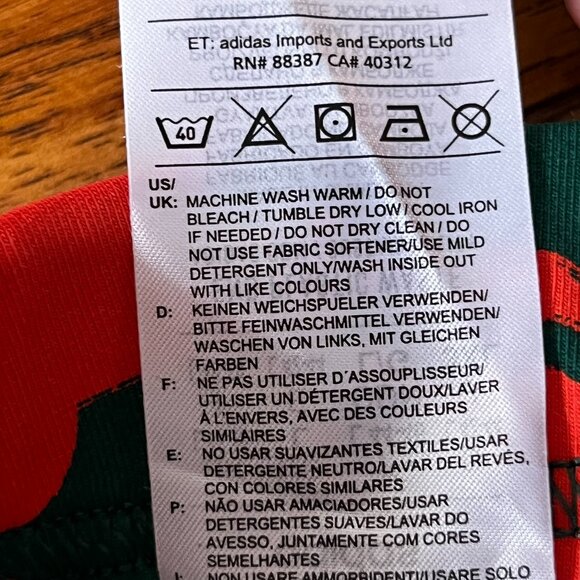 ET: adidas Imports and Exports Ltd
RN# 88387 CA# 40312
40
US/
UK: MACHINE WASH WARM / DO NOT
BLEACH / TUMBLE DRY LOW / COOL IRON
IF NEEDED / DO NOT DRY CLEAN / DO
NOT USE FABRIC SOFTENER/USE MILD
DETERGENT ONLY/WASH INSIDE OUT
WITH LIKE COLOURS
D: KEINEN WEICHSPUELER VERWENDEN/
BITTE FEINWASCHMITTEL VERWENDEN/
WASCHEN VON LINKS, MIT GLEICHEN
FARBEN
F: NE PAS UTILISER D´ASSOUPLISSEUR/
UTILISER UN DÉTERGENT DOUX/LAVER
À L'ENVERS, AVEC DES COULEURS
SIMILAIRES
E: NO USAR SUAVIZANTES TEXTILES/USAR
DETERGENTE NEUTRO/LAVAR DEL REVÉS,
CON COLORES SIMILARES
P: NÃO USAR AMACIADORES/USAR
DETERGENTES SUAVES/LAVAR DO
AVESSO, JUNTAMENTE COM CORES
SEMELHANTES
I: NON USARE AMMORBIDENTI/USARE SOLO